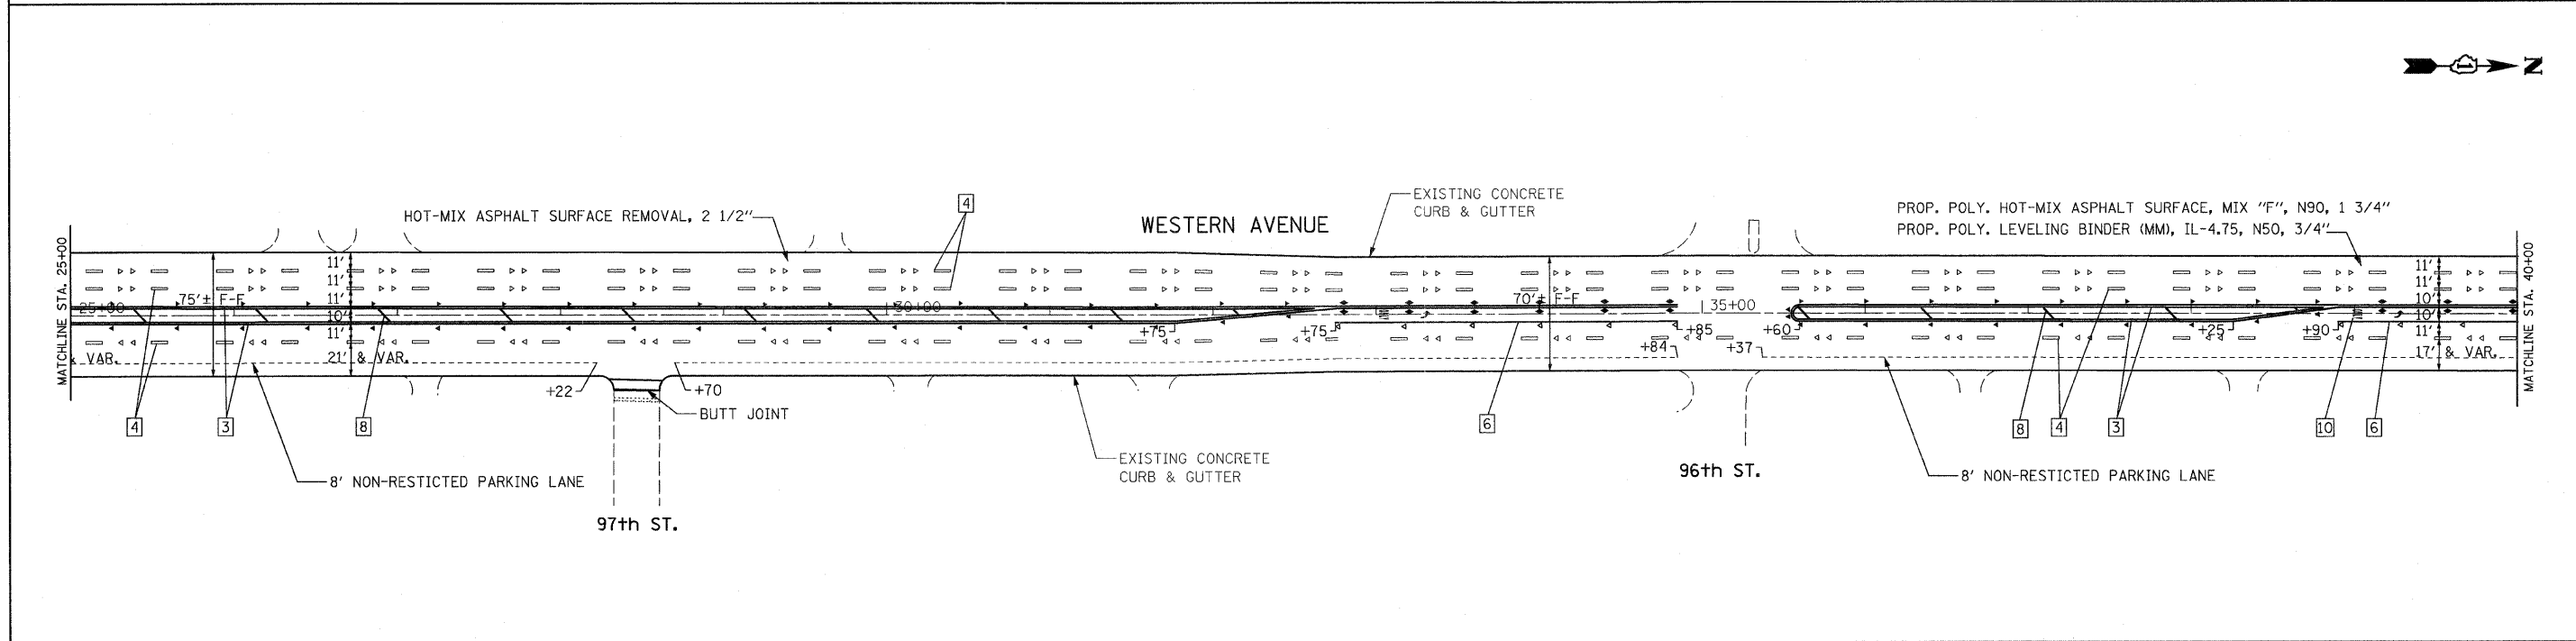 N
1
4
EXISTING CONCRETE
CURB & GUTTER
HOT-MIX ASPHALT SURFACE REMOVAL, 2 1/2"
WESTERN AVENUE
PROP. POLY. HOT-MIX ASPHALT SURFACE, MIX "F", N90, 1 3/4"
PROP. POLY. LEVELING BINDER (MM), IL-4.75, N50, 3/4"
MATCHLINE STA. 25+00
MATCHLINE STA. 40+00
11'
11'
11'
10'
11'
21' & VAR.
& VAR.
25+00
75'± F-F
30+00
+75
+75
70'± F-F
35+00
+85
+60
+84
+37
+25
+90
11'
11'
10'
10'
11'
17' & VAR.
+22
+70
BUTT JOINT
4
3
8
6
8
4
3
10
6
EXISTING CONCRETE
CURB & GUTTER
8' NON-RESTICTED PARKING LANE
96th ST.
8' NON-RESTICTED PARKING LANE
97th ST.